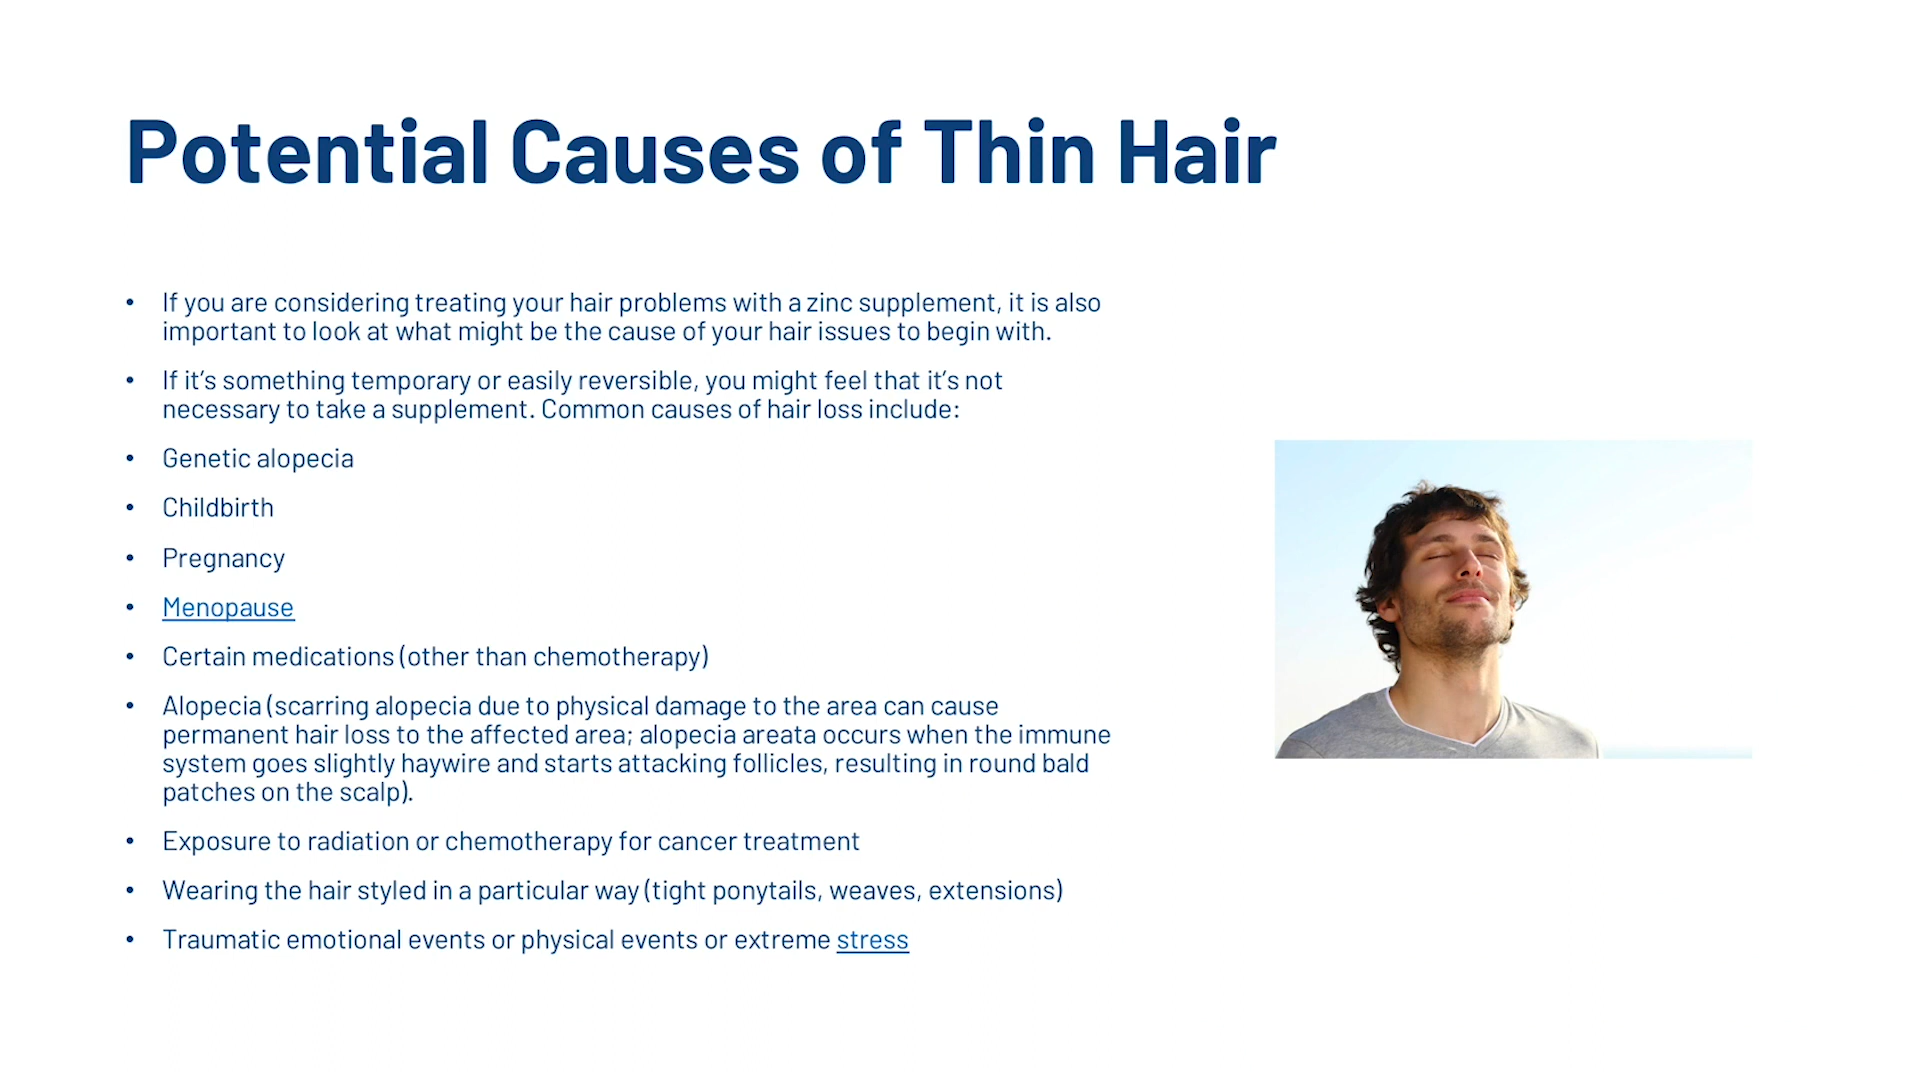 Potential Causes of Thin Hair
• If you are considering treating your hair problems with a zinc supplement, it is also
important to look at what might be the cause of your hair issues to begin with.
• If it’s something temporary or easily reversible, you might feel that it’s not
necessary to take a supplement. Common causes of hair loss include:
• Genetic alopecia
• Childbirth
• Pregnancy
• Menopause
• Certain medications (other than chemotherapy)
• Alopecia (scarring alopecia due to physical damage to the area can cause
permanent hair loss to the affected area; alopecia areata occurs when the immune
system goes slightly haywire and starts attacking follicles, resulting in round bald
patches on the scalp).
• Exposure to radiation or chemotherapy for cancer treatment
• Wearing the hair styled in a particular way (tight ponytails, weaves, extensions)
• Traumatic emotional events or physical events or extreme stress